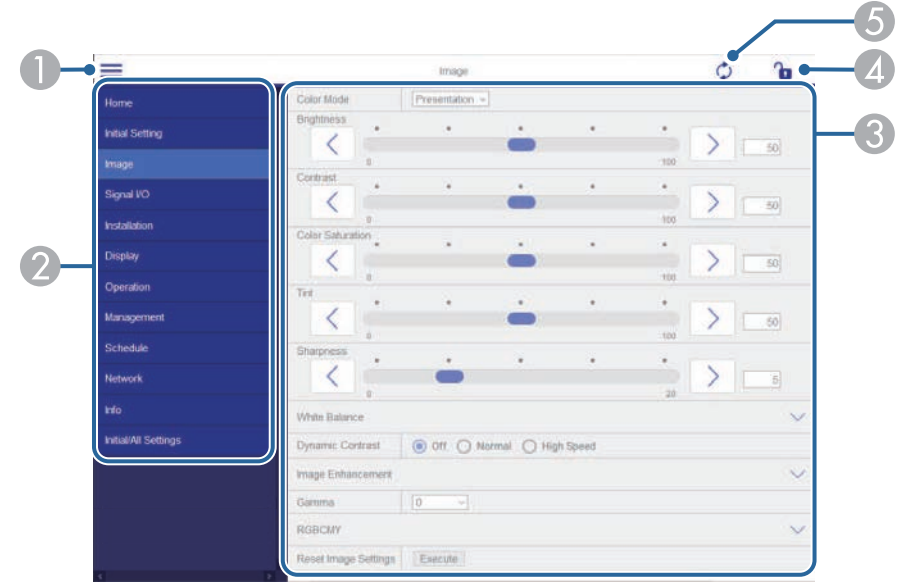 5
1
Image
4
Home
Initial Setting
Image
Signal I/O
Installation
Display
Operation
Management
Schedule
Network
Info
Initial/All Settings
2
3
Color Mode Presentation
Brightness
0 100 50
Contrast
0 100 50
Color Saturation
0 100 50
Tint
0 100 50
Sharpness
0 20 5
White Balance
Dynamic Contrast Off Normal High Speed
Image Enhancement
Gamma 0
RGBCMY
Reset Image Settings Execute